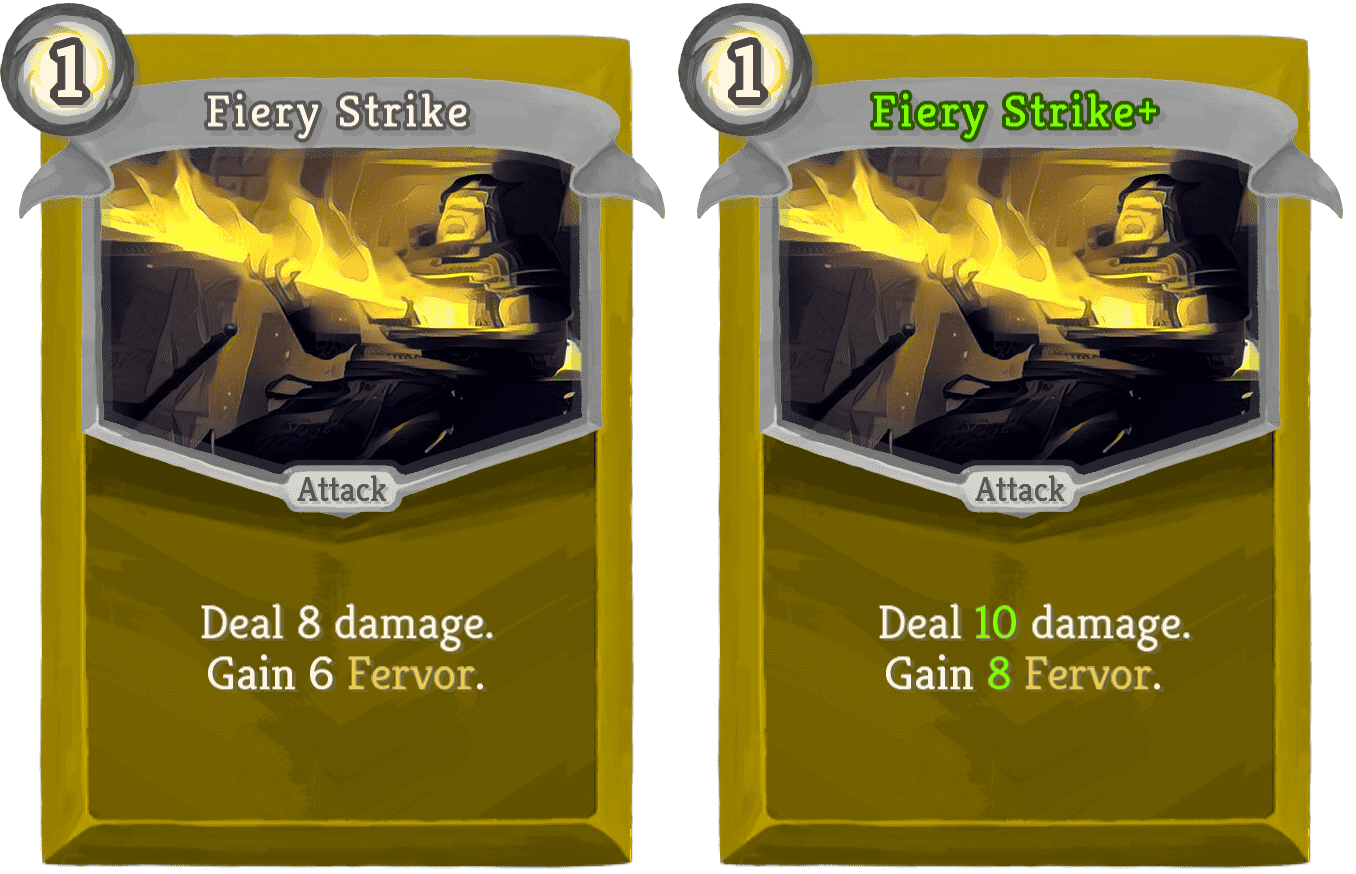 1
Fiery Strike
Attack
Deal 8 damage.
Gain 6 Fervor.
1
Fiery Strike+
Attack
Deal 10 damage.
Gain 8 Fervor.